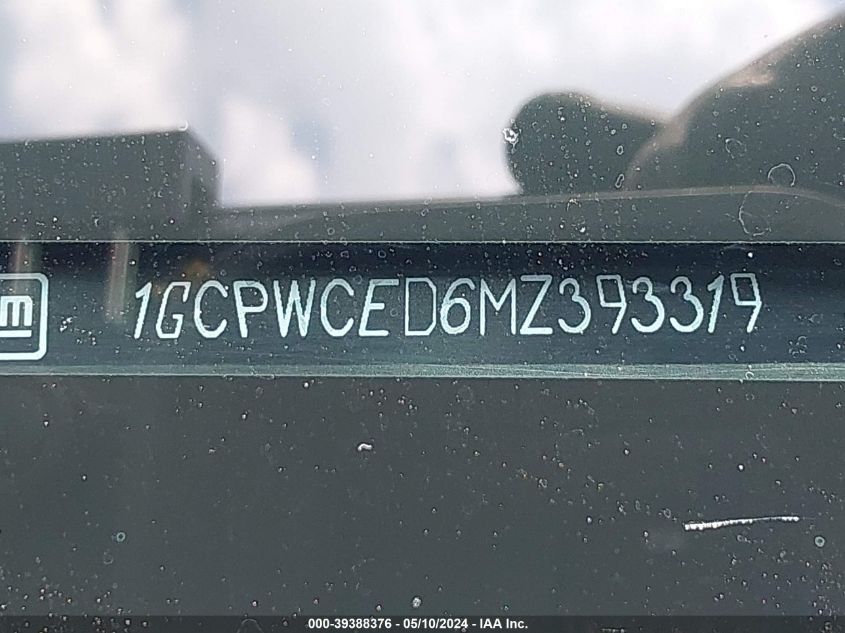 m
1GCPWCED6MZ393319
000-39388376 - 05/10/2024 - IAA Inc.